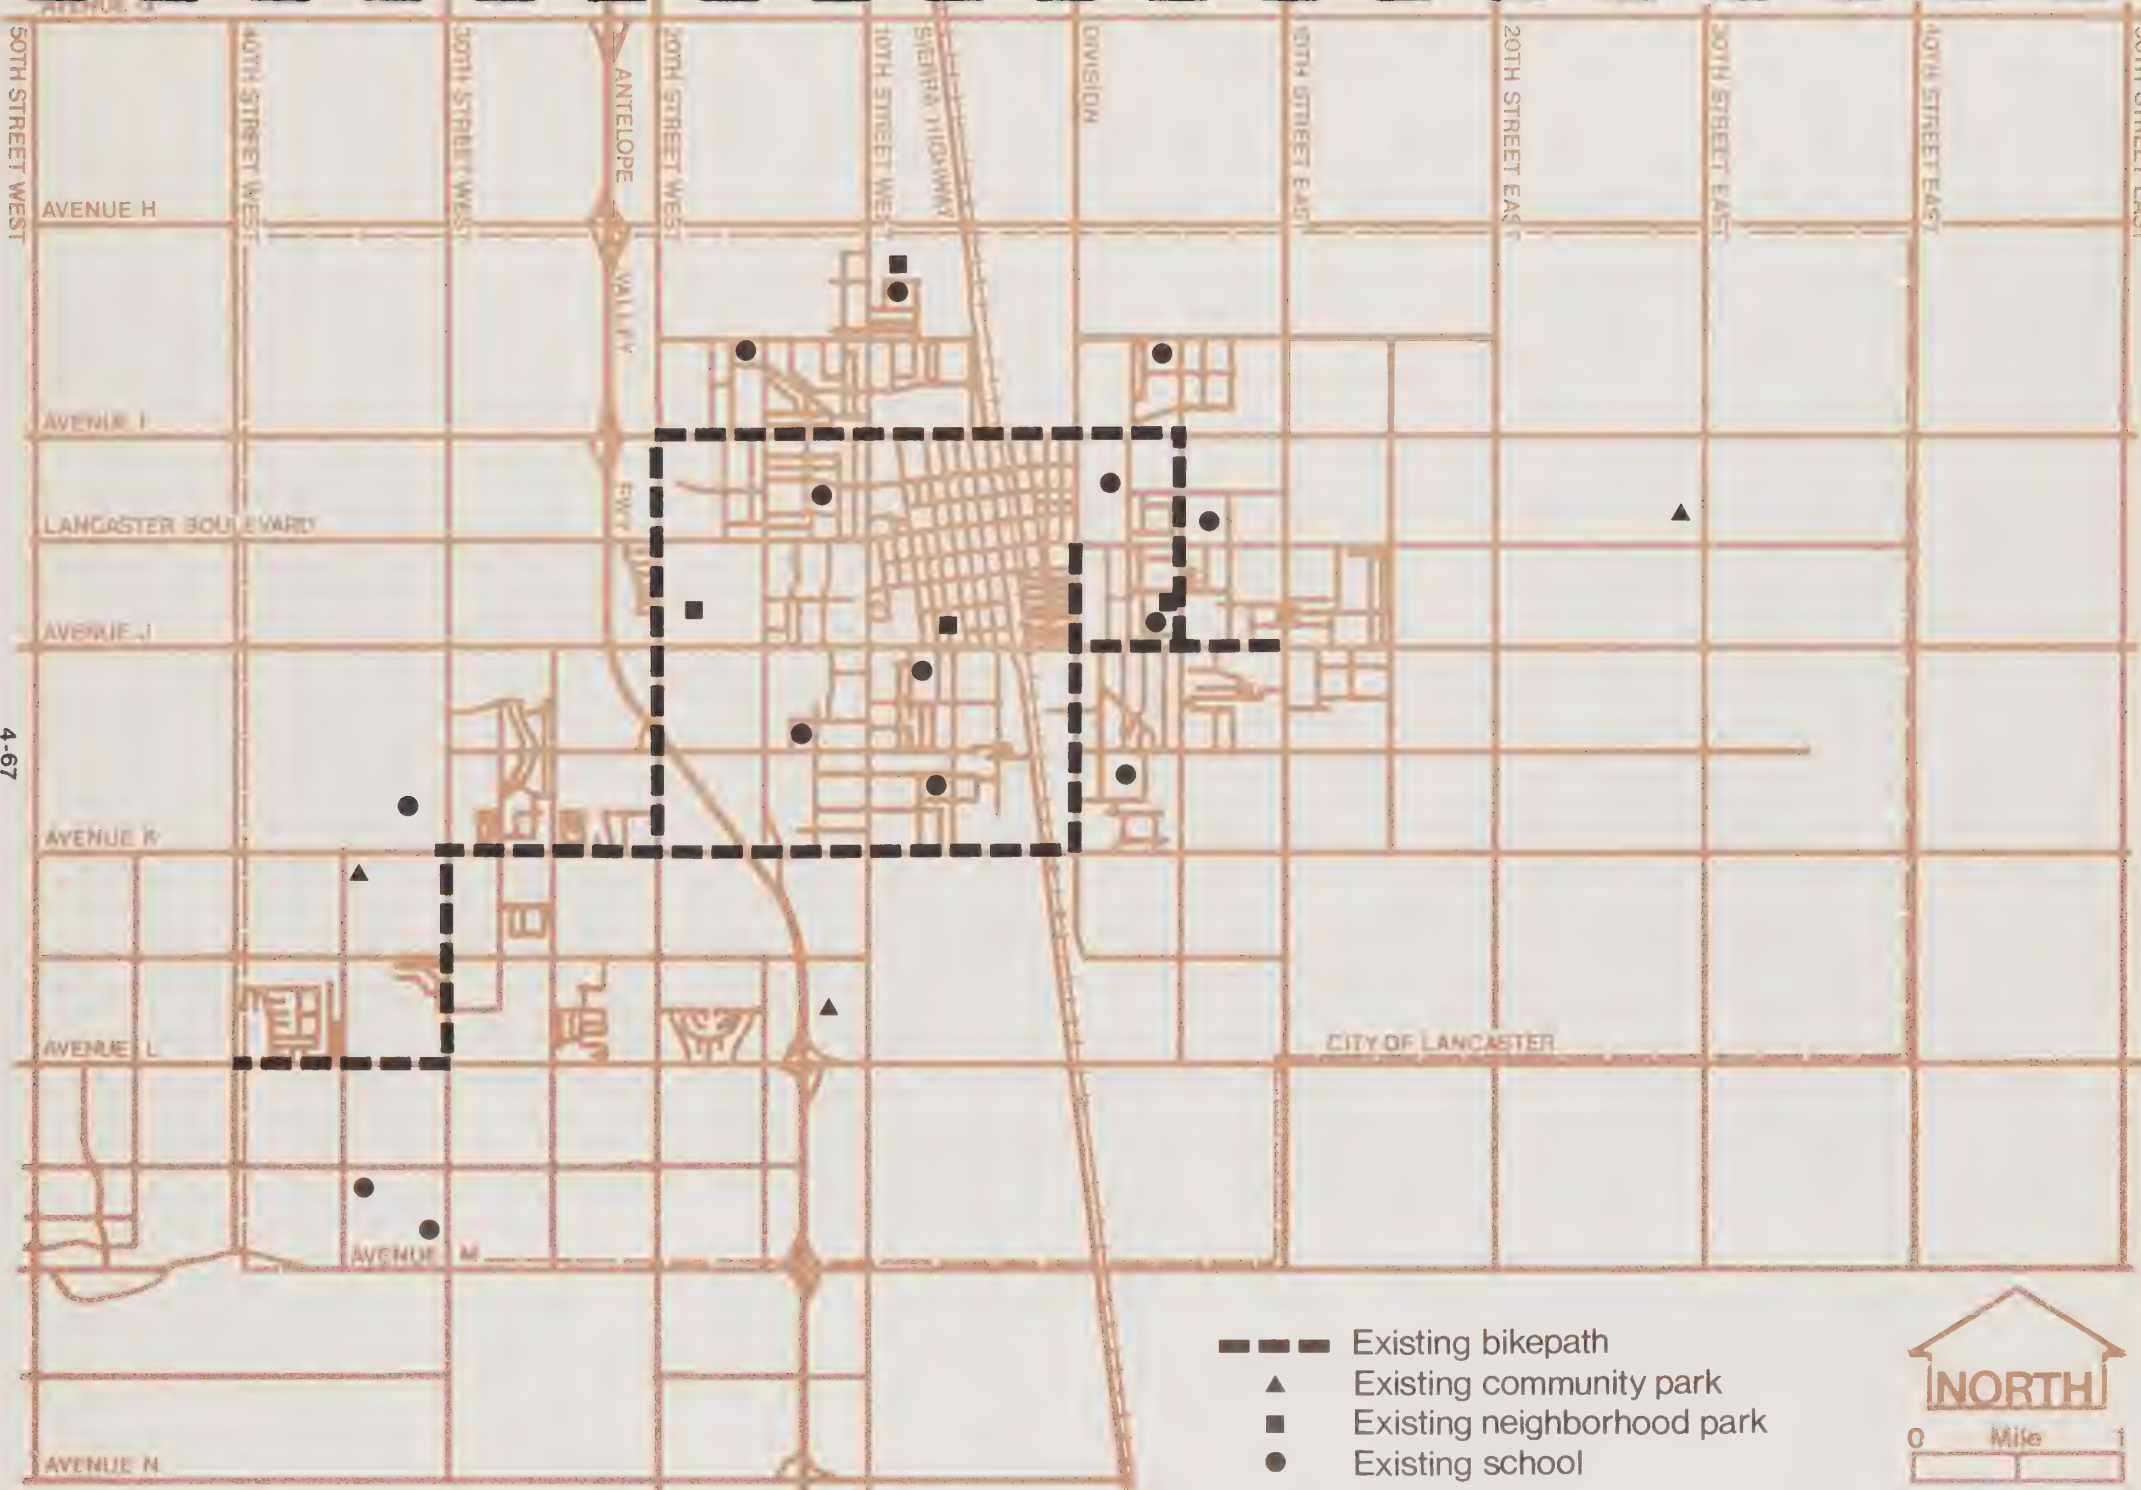 50TH STREET WEST
40TH STREET WEST
30TH STREET WEST
ANTELOPE
VALLEY
FWY
20TH STREET WEST
10TH STREET WEST
SIERRA HIGHWAY
DIVISION
10TH STREET EAST
20TH STREET EAST
30TH STREET EAST
40TH STREET EAST
AVENUE H
AVENUE I
LANCASTER BOULEVARD
AVENUE J
4-67
AVENUE K
AVENUE L
CITY OF LANCASTER
AVENUE M
AVENUE N
Existing bikepath
Existing community park
Existing neighborhood park
Existing school
NORTH
0 Mile 1